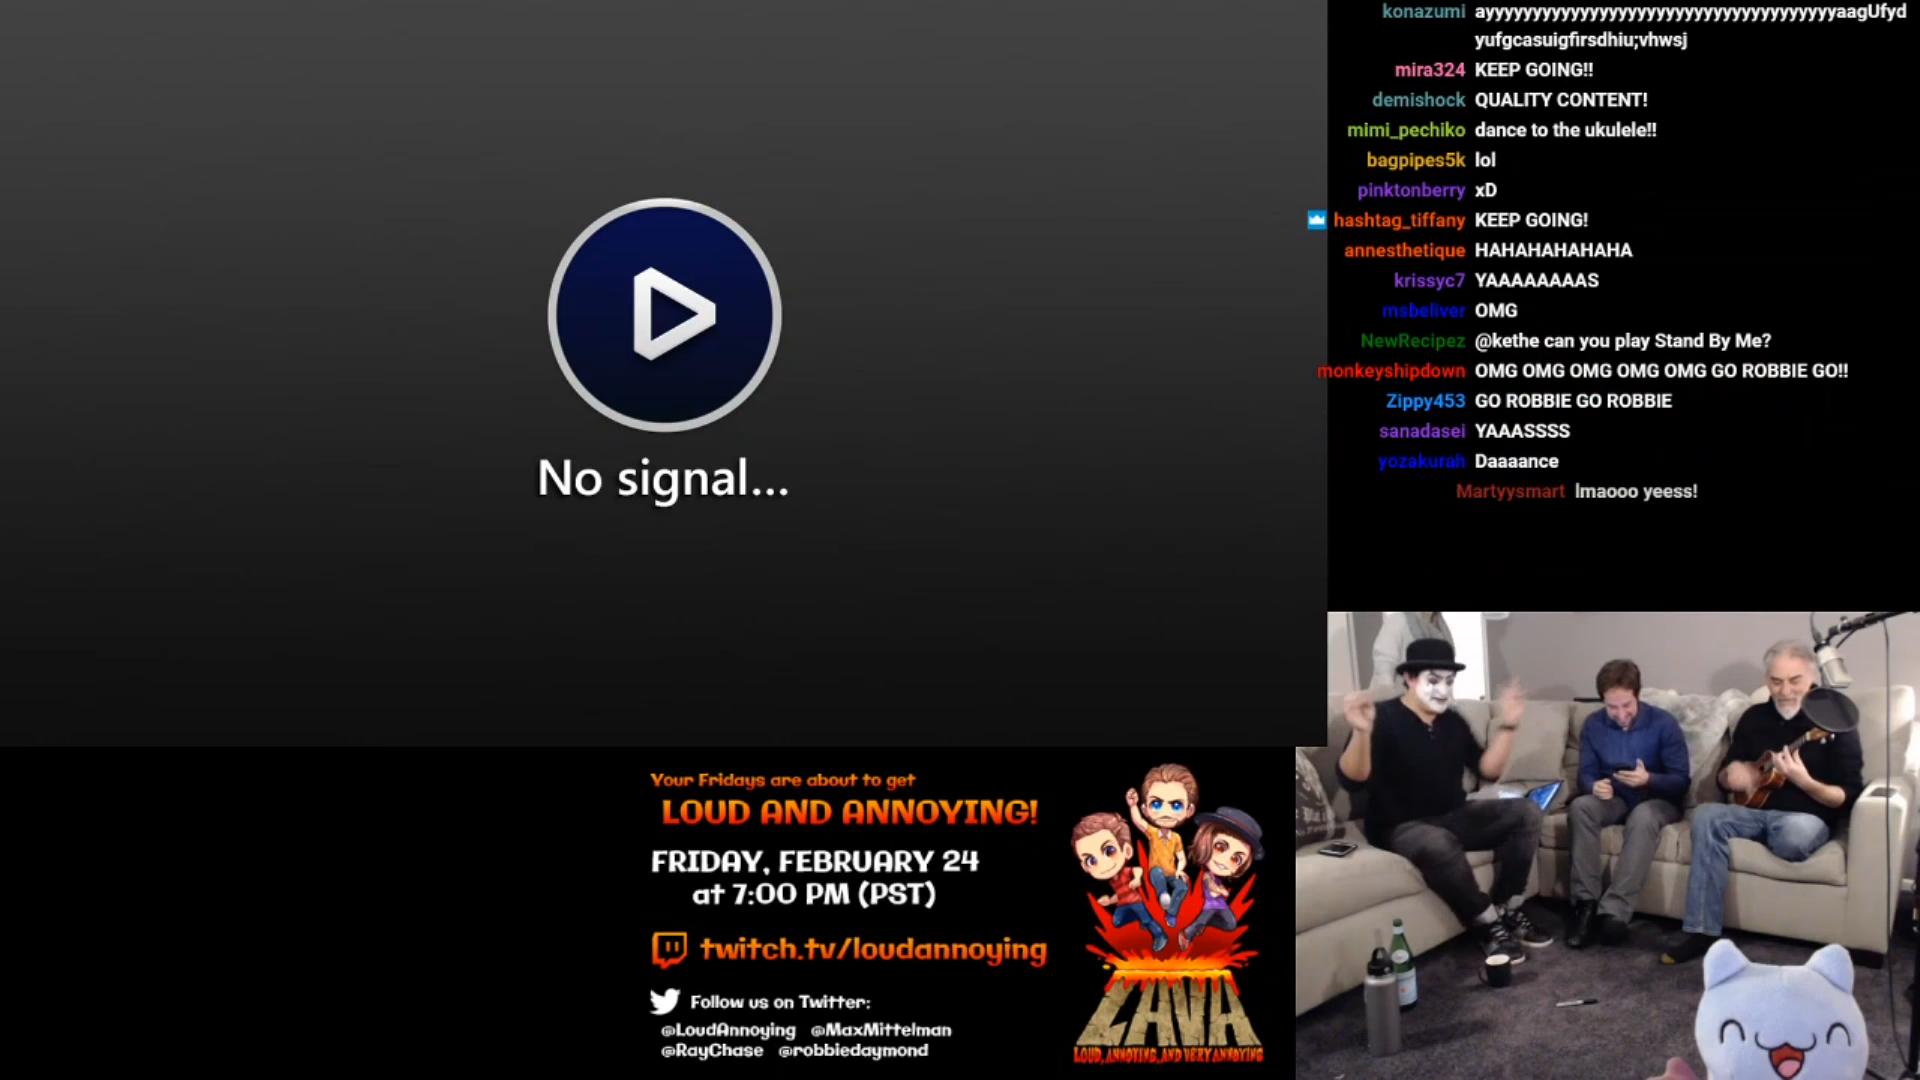 konazumi ayyyyyyyyyyyyyyyyyyyyyyyyyyyyyyyyyyyyyyaagUfyd
yufgcasuigfirsdhiu;vhwsj
mira324 KEEP GOING!!
demishock QUALITY CONTENT!
mimi_pechiko dance to the ukulele!!
bagpipes5k lol
pinktonberry xD
hashtag_tiffany KEEP GOING!
annesthetique HAHAHAHAHAHA
krissyc7 YAAAAAAAAS
msbeliver OMG
NewRecipez @kethe can you play Stand By Me?
monkeyshipdown OMG OMG OMG OMG OMG GO ROBBIE GO!!
Zippy453 GO ROBBIE GO ROBBIE
sanadasei YAAASSSS
yozakurah Daaaance
Martyysmart lmaooo yeess!
No signal...
Your Fridays are about to get
LOUD AND ANNOYING!
FRIDAY, FEBRUARY 24
at 7:00 PM (PST)
twitch.tv/loudannoying
Follow us on Twitter:
@LoudAnnoying @MaxMittelman
@RayChase @robbiedaymond
LAVA
LOUD, ANNOYING, AND VERY ANNOYING